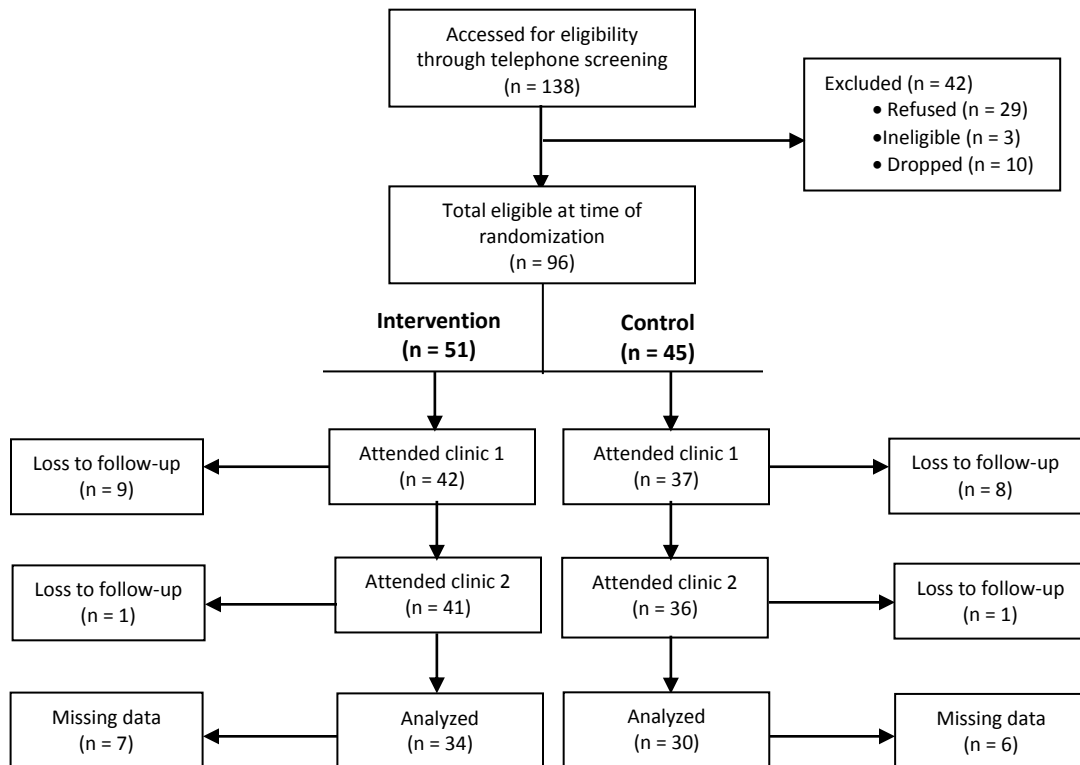 Accessed for eligibility
through telephone screening
(n = 138)
Excluded (n = 42)
• Refused (n = 29)
•Ineligible (n = 3)
• Dropped (n = 10)
Total eligible at time of
randomization
(n = 96)
Intervention
(n = 51)
Control
(n = 45)
Loss to follow-up
(n = 9)
Attended clinic 1
(n = 42)
Attended clinic 1
(n = 37)
Loss to follow-up
(n = 8)
Loss to follow-up
(n = 1)
Attended clinic 2
(n = 41)
Attended clinic 2
(n = 36)
Loss to follow-up
(n = 1)
Missing data
(n = 7)
Analyzed
(n = 34)
Analyzed
(n = 30)
Missing data
(n = 6)